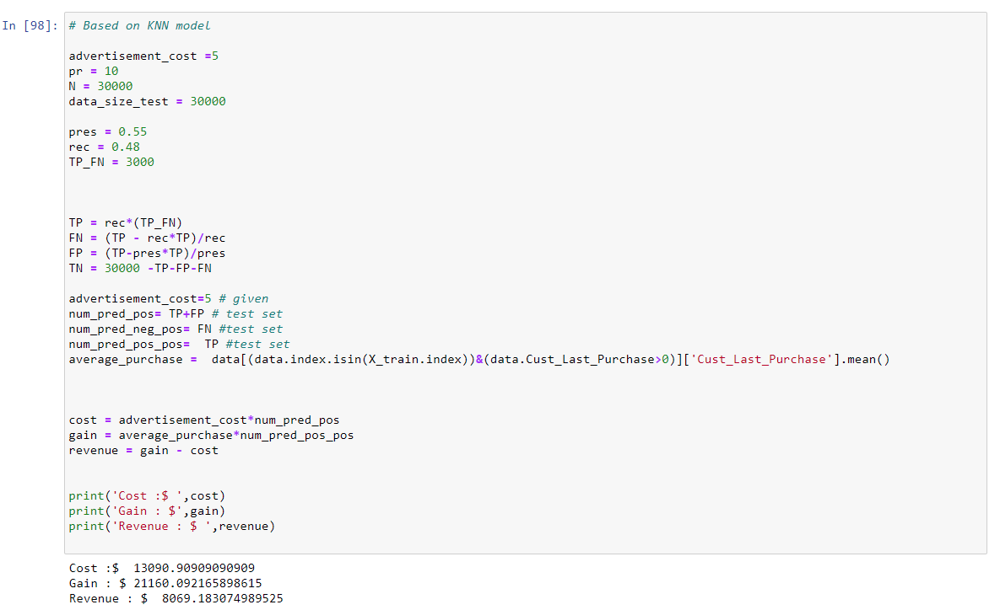 In [98]: # Based on KNN model
advertisement_cost =5
pr = 10
N = 30000
data_size_test = 30000
pres = 0.55
rec = 0.48
TP_FN = 3000
TP = rec*(TP_FN)
FN = (TP - rec*TP)/rec
FP = (TP-pres*TP)/pres
TN = 30000 -TP-FP-FN
advertisement_cost=5 # given
num_pred_pos= TP+FP # test set
num_pred_neg_pos= FN #test set
num_pred_pos_pos=  TP #test set
average_purchase =  data[(data.index.isin(X_train.index))&(data.Cust_Last_Purchase>0)]['Cust_Last_Purchase'].mean()
cost = advertisement_cost*num_pred_pos
gain = average_purchase*num_pred_pos_pos
revenue = gain - cost
print('Cost :$ ',cost)
print('Gain : $',gain)
print('Revenue : $ ',revenue)
Cost :$  13090.90909090909
Gain : $ 21160.092165898615
Revenue : $  8069.183074989525